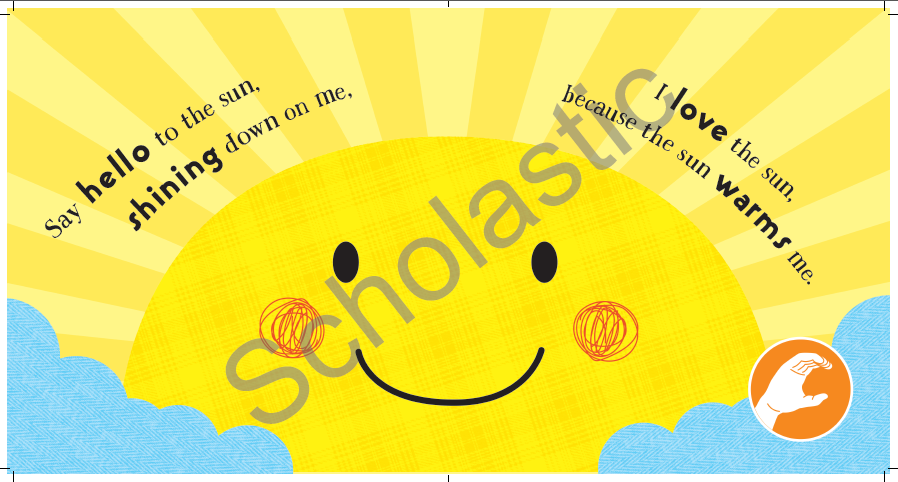 Say hello to the sun,
shining down on me,
I love the sun,
because the sun warms me.
Scholastic